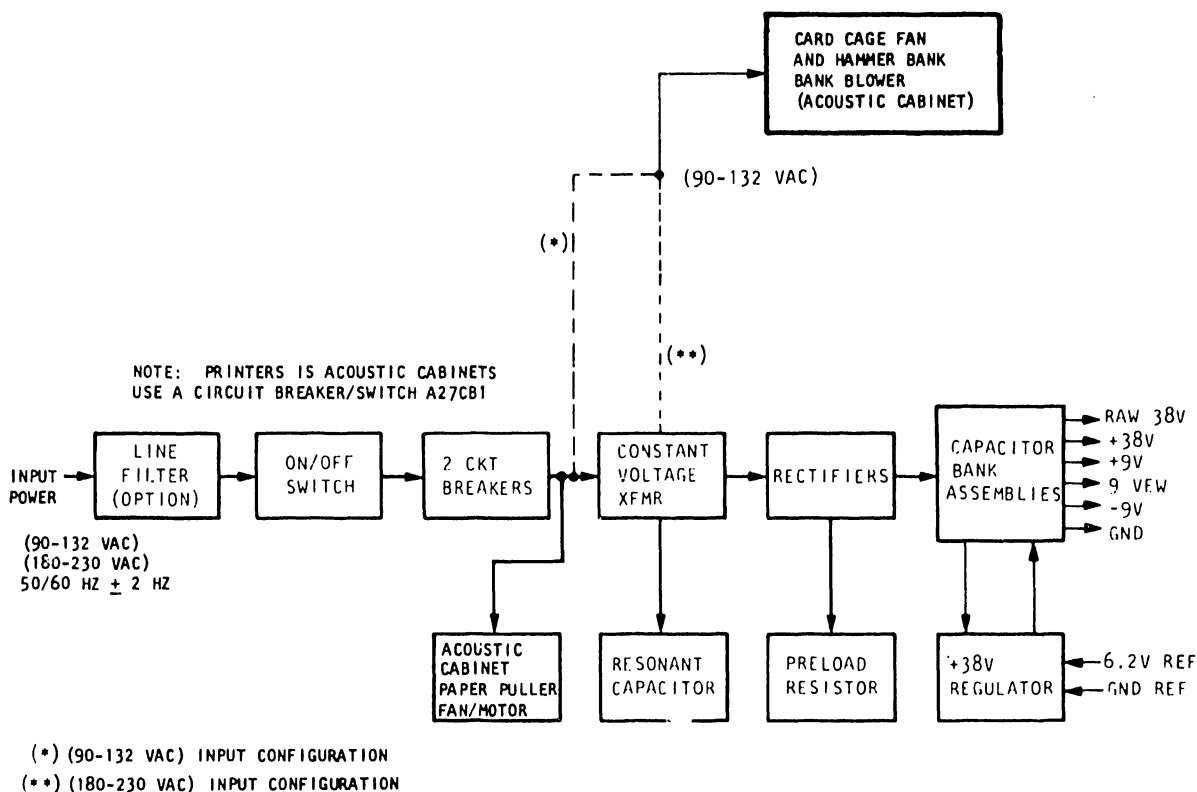 CARD CAGE FAN
AND HAMMER BANK
BANK BLOWER
(ACOUSTIC CABINET)
(90-132 VAC)
(*)
(**)
NOTE: PRINTERS IS ACOUSTIC CABINETS
USE A CIRCUIT BREAKER/SWITCH A27CB1
INPUT
POWER
LINE
FILTER
(OPTION)
ON/OFF
SWITCH
2 CKT
BREAKERS
CONSTANT
VOLTAGE
XFMR
RECTIFIERS
CAPACITOR
BANK
ASSEMBLIES
RAW 38V
+38V
+9V
9 VFW
-9V
GND
(90-132 VAC)
(180-230 VAC)
50/60 HZ ± 2 HZ
ACOUSTIC
CABINET
PAPER PULLER
FAN/MOTOR
RESONANT
CAPACITOR
PRELOAD
RESISTOR
+38V
REGULATOR
6.2V REF
GND REF
(*) (90-132 VAC) INPUT CONFIGURATION
(**) (180-230 VAC) INPUT CONFIGURATION